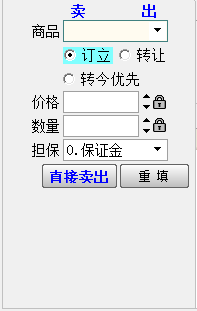 卖 出
商品
订立 转让
转今优先
价格
数量
担保 0.保证金
直接卖出 重 填